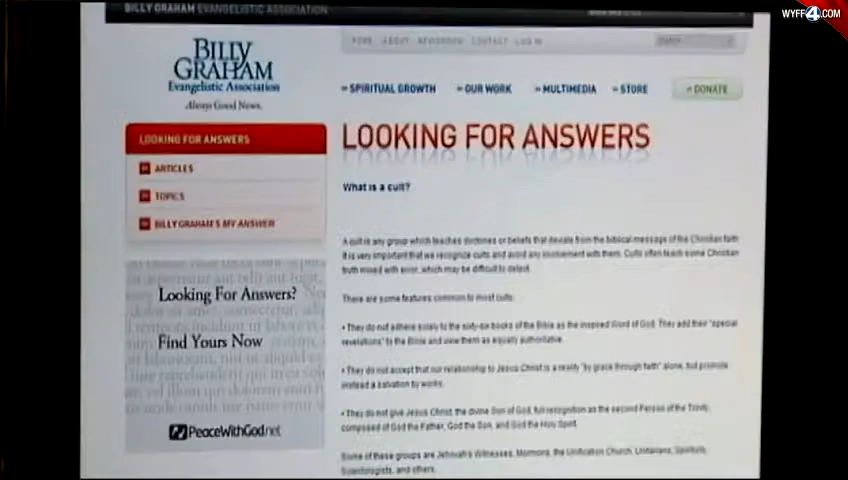 BILLY GRAHAM EVANGELISTIC ASSOCIATION
WYFF4.COM
HOME ABOUT NEWSROOM CONTACT LOG IN
BILLY
GRAHAM
Evangelistic Association
Always Good News.
SPIRITUAL GROWTH OUR WORK MULTIMEDIA STORE DONATE
LOOKING FOR ANSWERS
ARTICLES
TOPICS
BILLY GRAHAM'S MY ANSWER
Looking For Answers?
Find Yours Now
PeaceWithGod.net
LOOKING FOR ANSWERS
What is a cult?
A cult is any group which teaches doctrines or beliefs that deviate from the biblical message of the Christian faith
It is very important that we recognize cults and avoid any involvement with them. Cults often teach some Christian
truth mixed with error, which may be difficult to detect.
There are some features common to most cults:
• They do not adhere solely to the sixty-six books of the Bible as the inspired Word of God. They add their "special
revelations" to the Bible and view them as equally authoritative.
• They do not accept that our relationship to Jesus Christ is a reality "by grace through faith" alone, but promote
instead a salvation by works.
• They do not give Jesus Christ, the divine Son of God, full recognition as the second Person of the Trinity,
composed of God the Father, God the Son, and God the Holy Spirit.
Some of these groups are Jehovah's Witnesses, Mormons, the Unification Church, Unitarians, Spiritists,
Scientologists, and others.